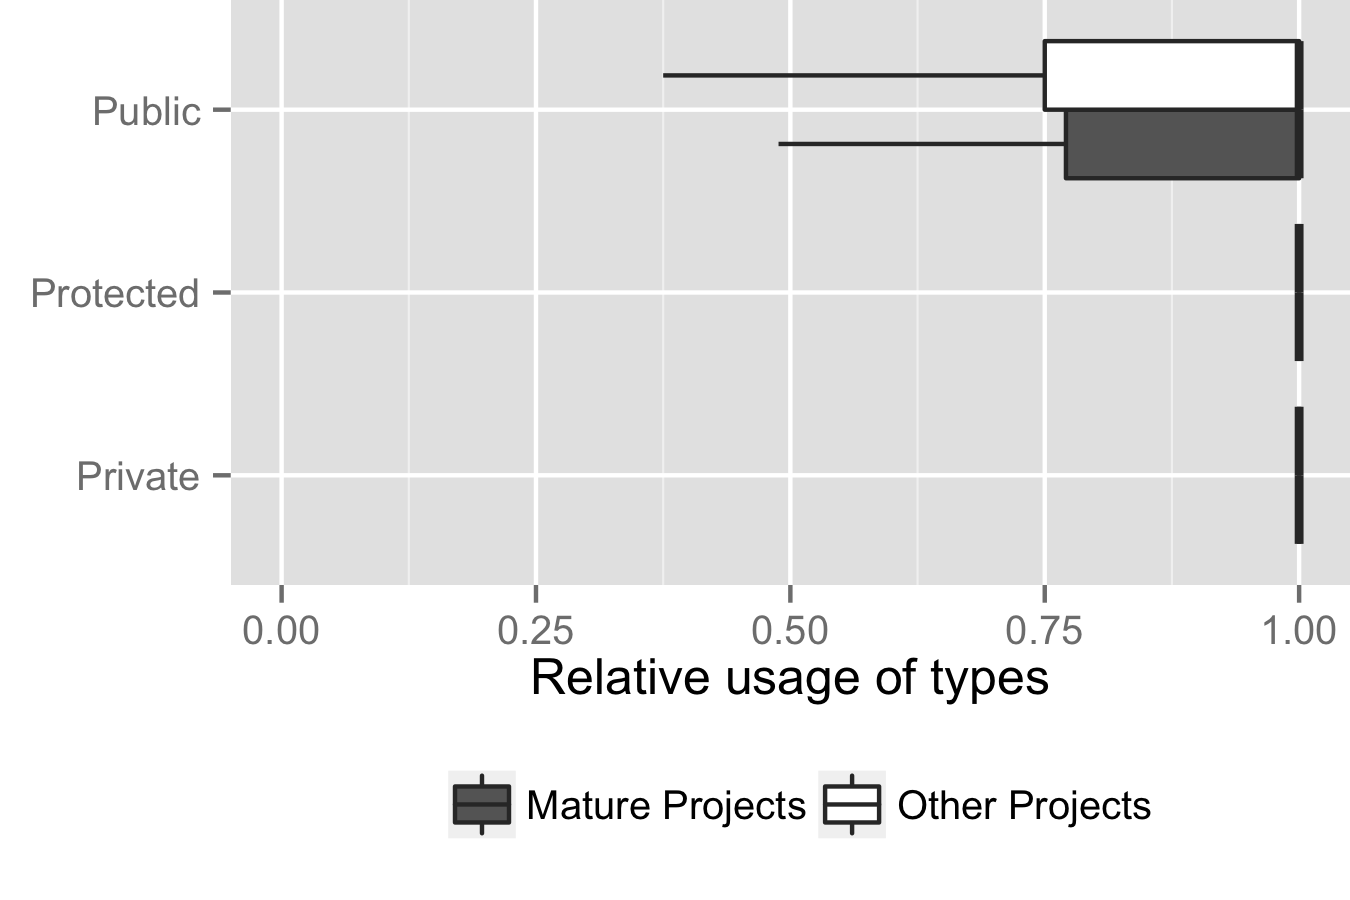 Public
Protected
Private
0.00 0.25 0.50 0.75 1.00
Relative usage of types
Mature Projects Other Projects